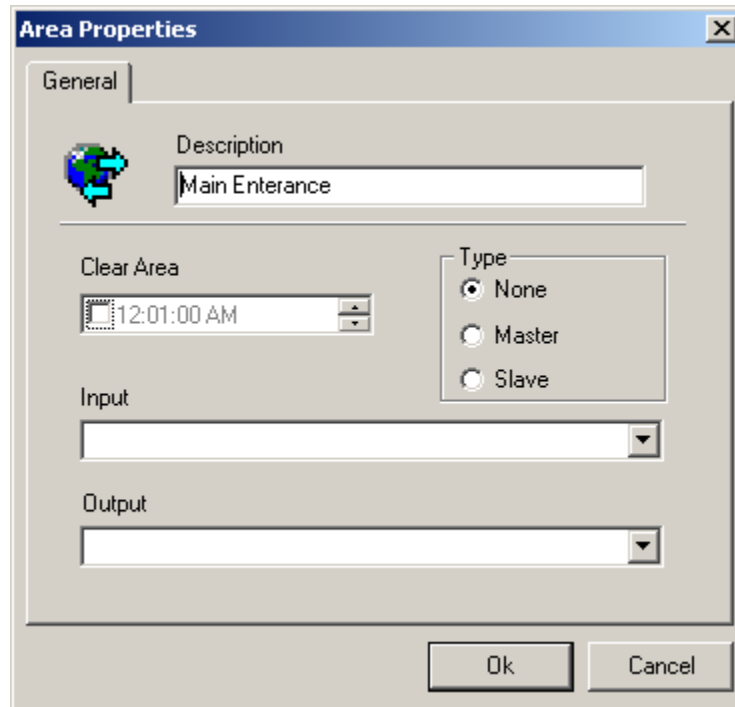 Area Properties
General
Description
Main Enterance
Clear Area
12:01:00 AM
Type
None
Master
Slave
Input
Output
Ok
Cancel